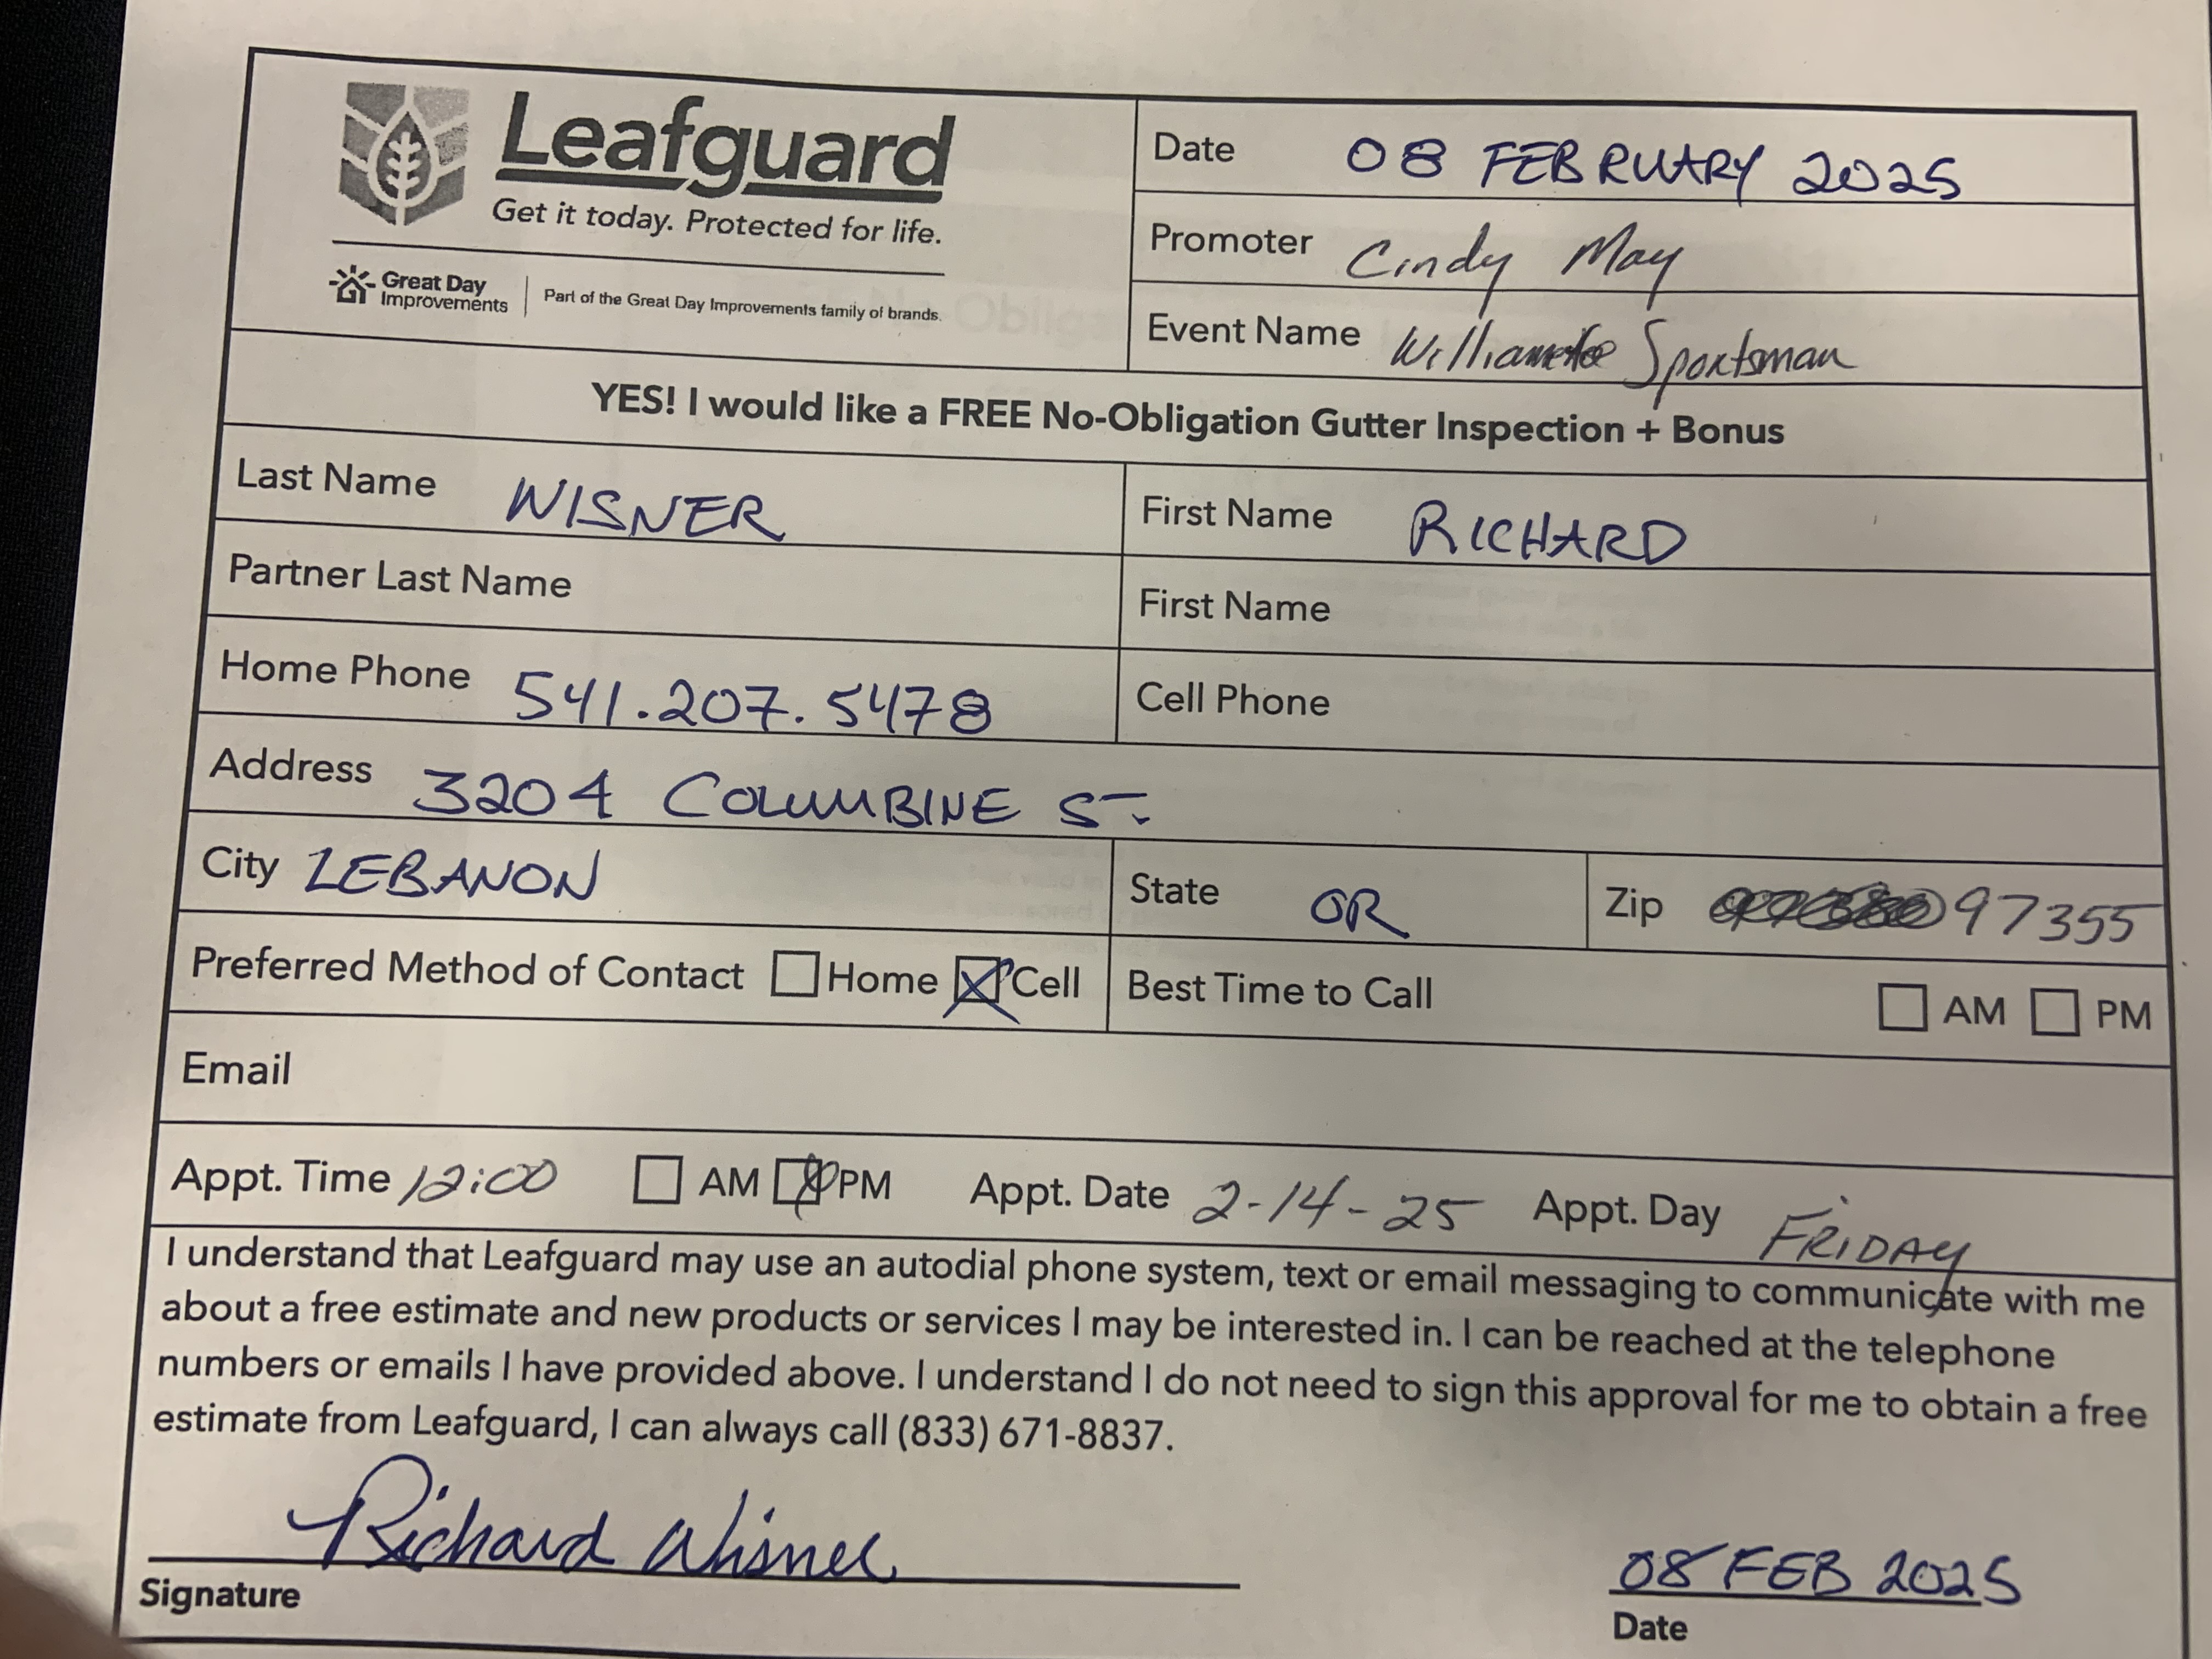 Leafguard
Get it today. Protected for life.
Great Day Improvements | Part of the Great Day Improvements family of brands.
Date 08 FEBRUARY 2025
Promoter Cindy May
Event Name Williamette Sportsman
YES! I would like a FREE No-Obligation Gutter Inspection + Bonus
Last Name WISNER First Name RICHARD
Partner Last Name First Name
Home Phone 541.207.5478 Cell Phone
Address 3204 COLUMBINE ST.
City LEBANON State OR Zip 97355
Preferred Method of Contact Home Cell Best Time to Call AM PM
Email
Appt. Time 12:00 AM PM Appt. Date 2-14-25 Appt. Day FRIDAY
I understand that Leafguard may use an autodial phone system, text or email messaging to communicate with me
about a free estimate and new products or services I may be interested in. I can be reached at the telephone
numbers or emails I have provided above. I understand I do not need to sign this approval for me to obtain a free
estimate from Leafguard, I can always call (833) 671-8837.
Richard Wisner 08 FEB 2025
Signature Date